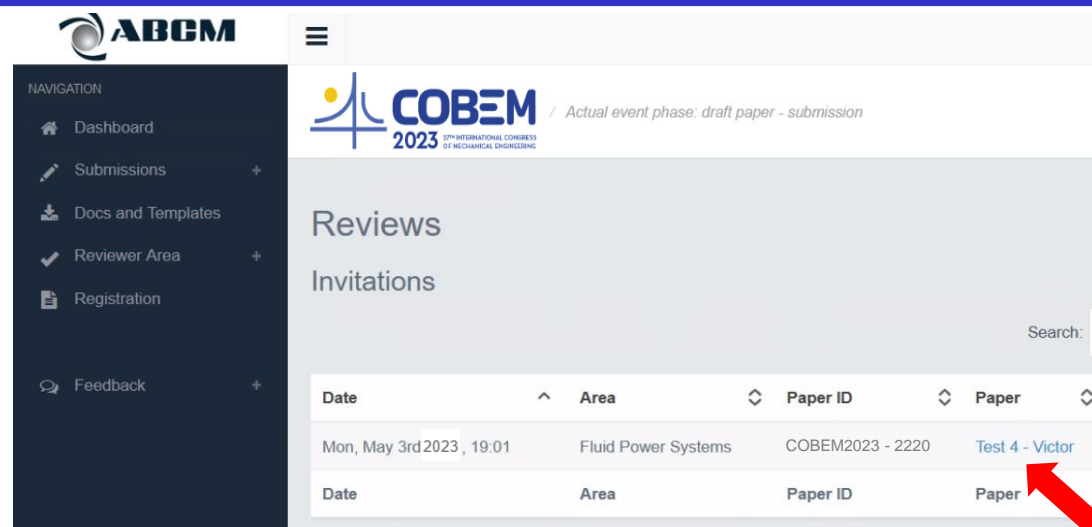 ABCM
NAVIGATION
Dashboard
Submissions +
Docs and Templates
Reviewer Area +
Registration
Feedback +
COBEM
2023 27TH INTERNATIONAL CONGRESS
OF MECHANICAL ENGINEERING
/ Actual event phase: draft paper - submission
Reviews
Invitations
Search:
Date Area Paper ID Paper
Mon, May 3rd 2023 , 19:01 Fluid Power Systems COBEM2023 - 2220 Test 4 - Victor
Date Area Paper ID Paper